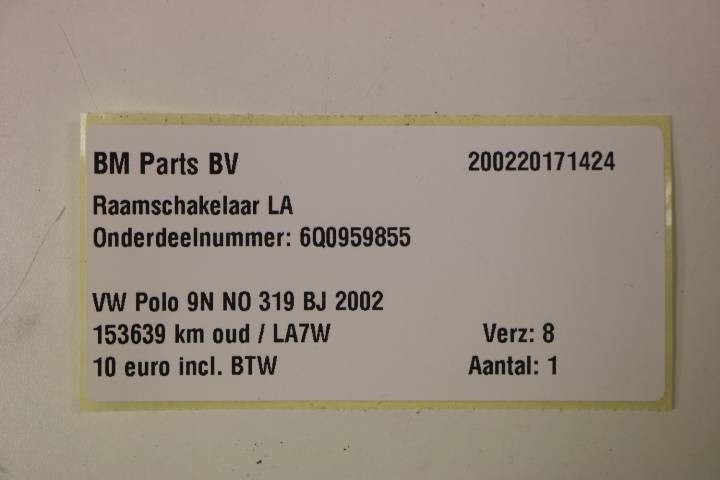 BM Parts BV 200220171424
Raamschakelaar LA
Onderdeelnummer: 6Q0959855
VW Polo 9N NO 319 BJ 2002
153639 km oud / LA7W Verz: 8
10 euro incl. BTW Aantal: 1